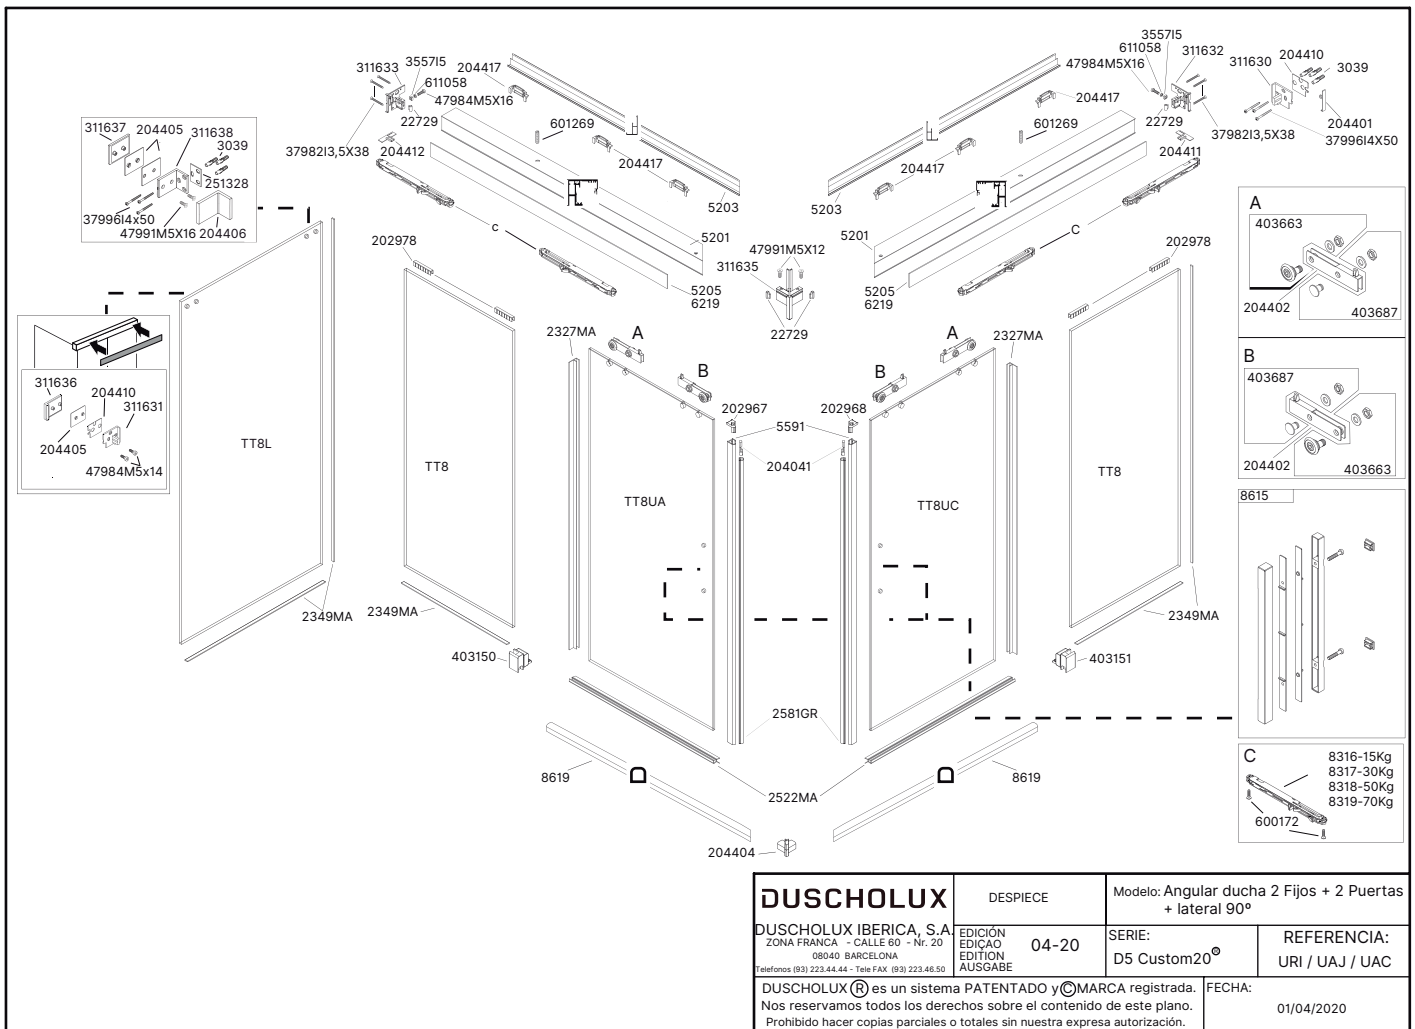 311633
3557I5
611058
204417
47984M5X16
22729
601269
37982I3,5X38
204412
204417
5203
5201
C
5205
6219
311637
204405
311638
3039
251328
37996I4x50
47991M5X16
204406
202978
311636
204410
311631
204405
47984M5x14
TT8L
TT8
2349MA
2349MA
403150
2327MA
A
B
TT8UA
202967
47991M5X12
311635
22729
5591
204041
202968
2581GR
2522MA
8619
204404
8619
3557I5
611058
47984M5X16
311632
311630
204410
3039
204417
601269
22729
204401
37982I3,5X38
37996I4X50
204411
204417
5203
5201
C
5205
6219
202978
A
B
2327MA
TT8UC
TT8
2349MA
403151
A
403663
204402
403687
B
403687
204402
403663
8615
C
8316-15Kg
8317-30Kg
8318-50Kg
8319-70Kg
600172
DUSCHOLUX
DUSCHOLUX IBERICA, S.A.
ZONA FRANCA - CALLE 60 - Nr. 20
08040 BARCELONA
Telefonos (93) 223.44.44 - Tele FAX (93) 223.46.50
DESPIECE
Modelo: Angular ducha 2 Fijos + 2 Puertas
+ lateral 90º
EDICIÓN
EDIÇAO
EDITION
AUSGABE
04-20
SERIE:
D5 Custom20®
REFERENCIA:
URI / UAJ / UAC
DUSCHOLUX Ⓡ es un sistema PATENTADO y Ⓒ MARCA registrada.
Nos reservamos todos los derechos sobre el contenido de este plano.
Prohibido hacer copias parciales o totales sin nuestra expresa autorización.
FECHA:
01/04/2020